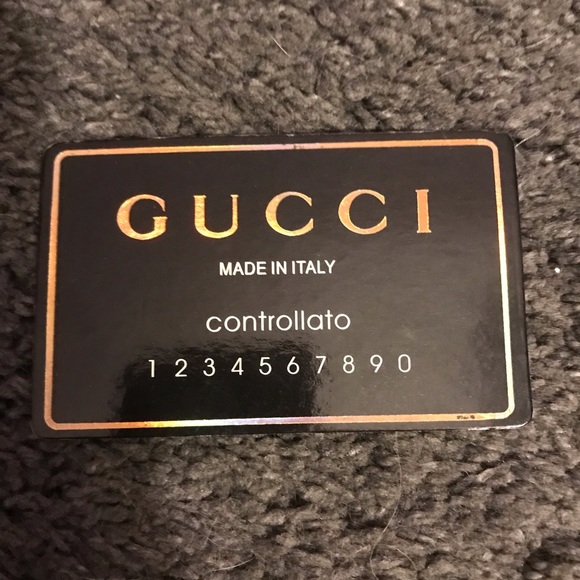 GUCCI
MADE IN ITALY
controllato
1 2 3 4 5 6 7 8 9 0